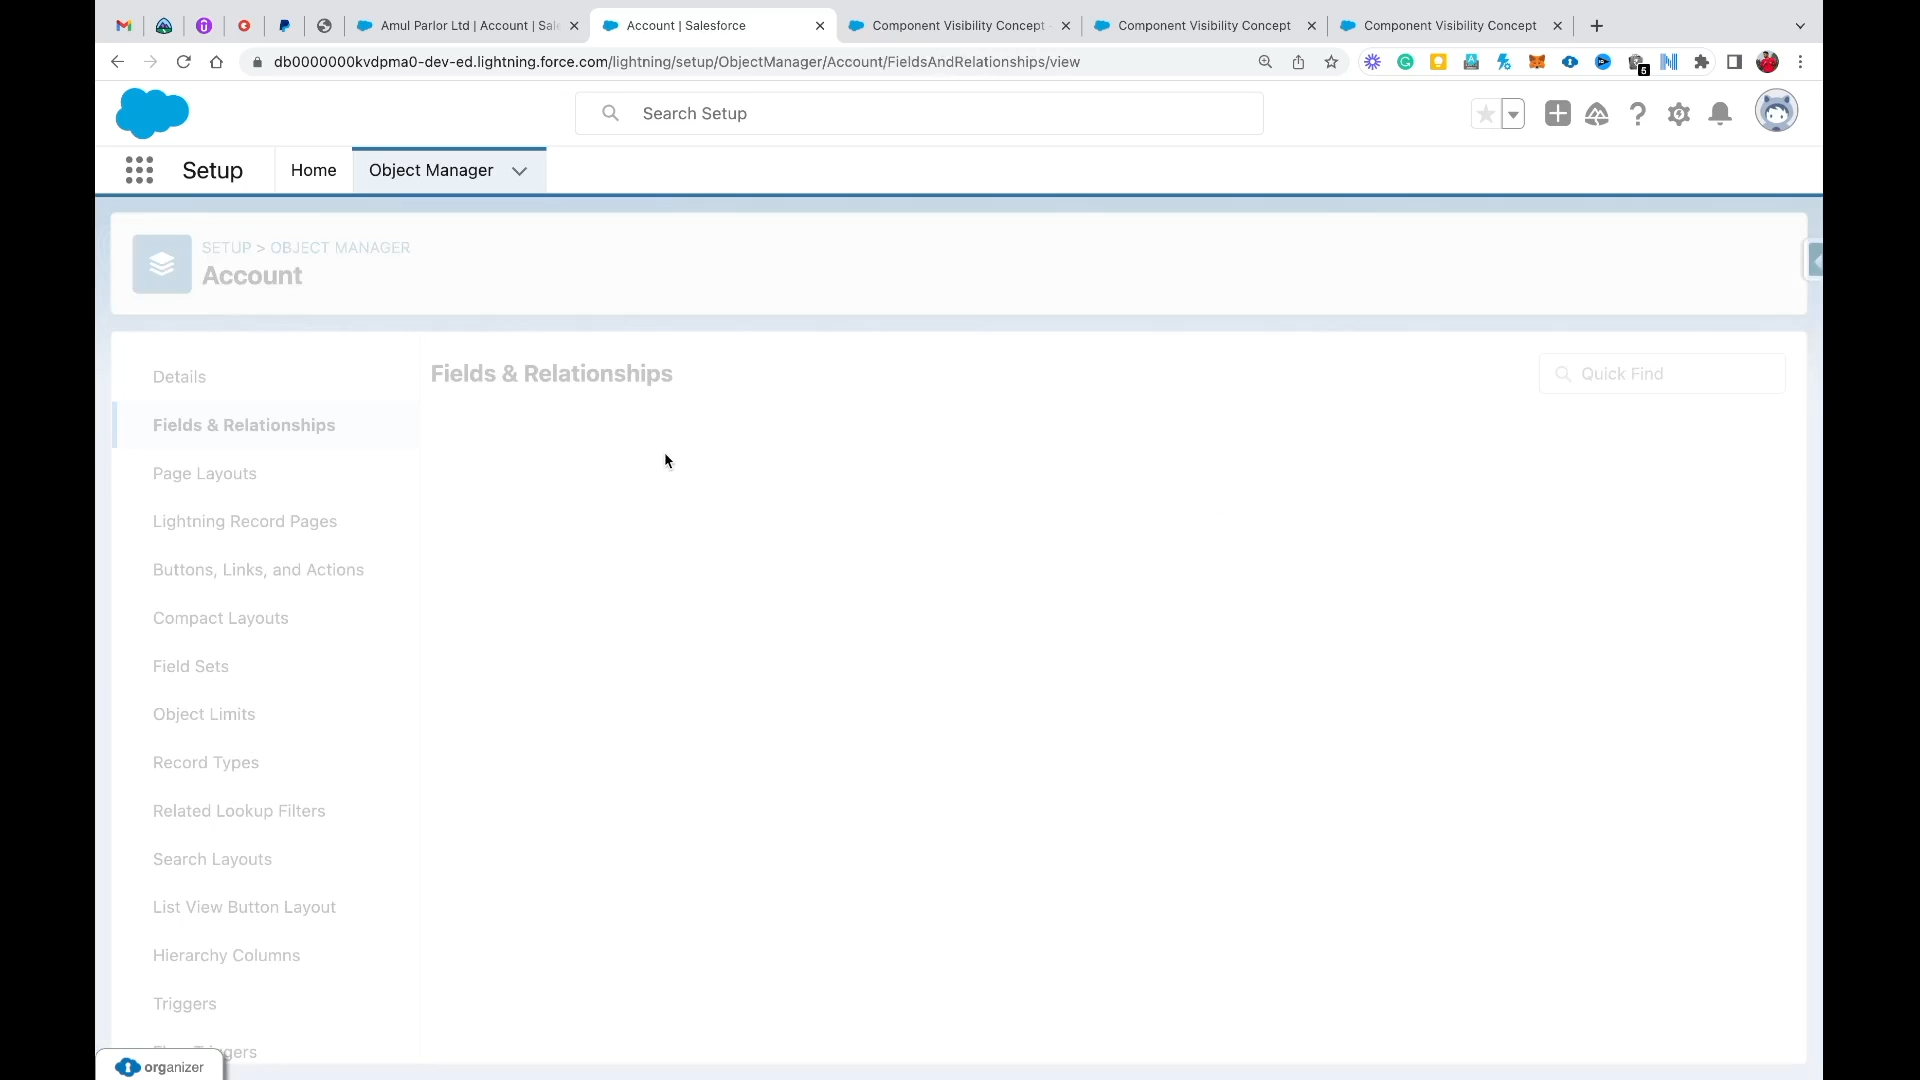 Amul Parlor Ltd | Account | Sale
Account | Salesforce
Component Visibility Concept
Component Visibility Concept
Component Visibility Concept
db0000000kvdpma0-dev-ed.lightning.force.com/lightning/setup/ObjectManager/Account/FieldsAndRelationships/view
5
Search Setup
Setup
Home
Object Manager
SETUP > OBJECT MANAGER
Account
Details
Fields & Relationships
Quick Find
Fields & Relationships
Page Layouts
Lightning Record Pages
Buttons, Links, and Actions
Compact Layouts
Field Sets
Object Limits
Record Types
Related Lookup Filters
Search Layouts
List View Button Layout
Hierarchy Columns
Triggers
organizer